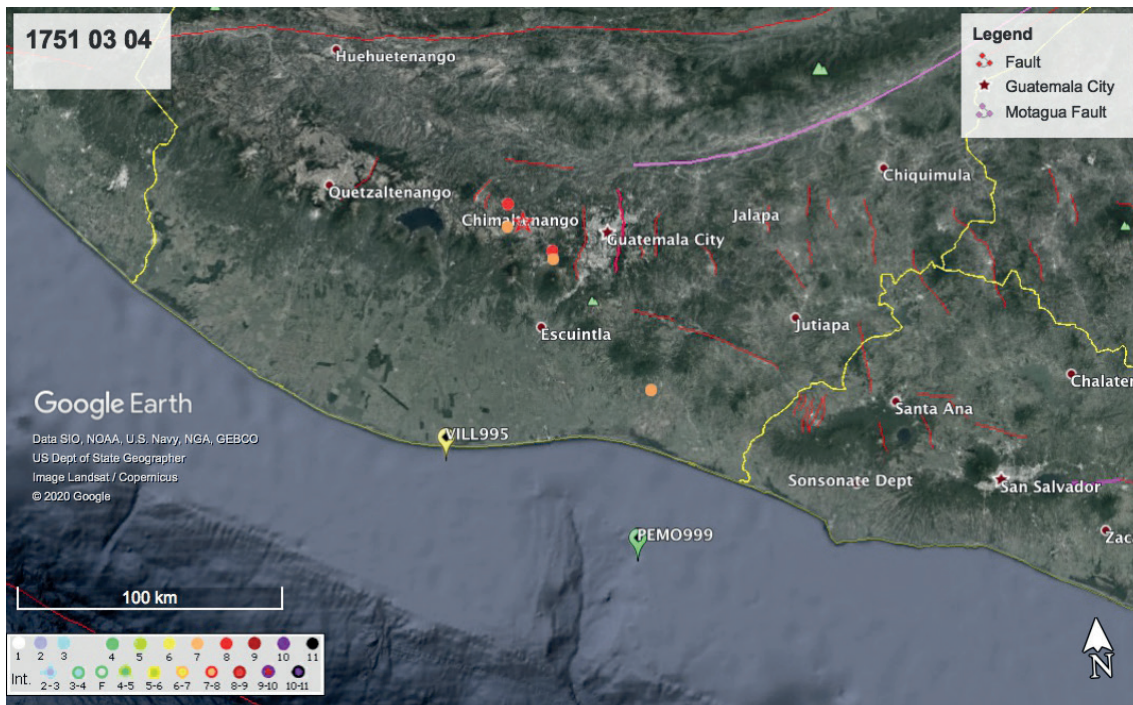 1751 03 04
Legend
Fault
Guatemala City
Motagua Fault
Huehuetenango
Quetzaltenango
Chiquimula
Chimaltenango
Jalapa
Guatemala City
Escuintla
Jutiapa
Chalaten
Santa Ana
Google Earth
VILL995
Data SIO, NOAA, U.S. Navy, NGA, GEBCO
US Dept of State Geographer
Image Landsat / Copernicus
© 2020 Google
Sonsonate Dept
San Salvador
PEMO999
Zaca
100 km
N
1 2 3 4 5 6 7 8 9 10 11
Int. 2-3 3-4 F 4-5 5-6 6-7 7-8 8-9 9-10 10-11